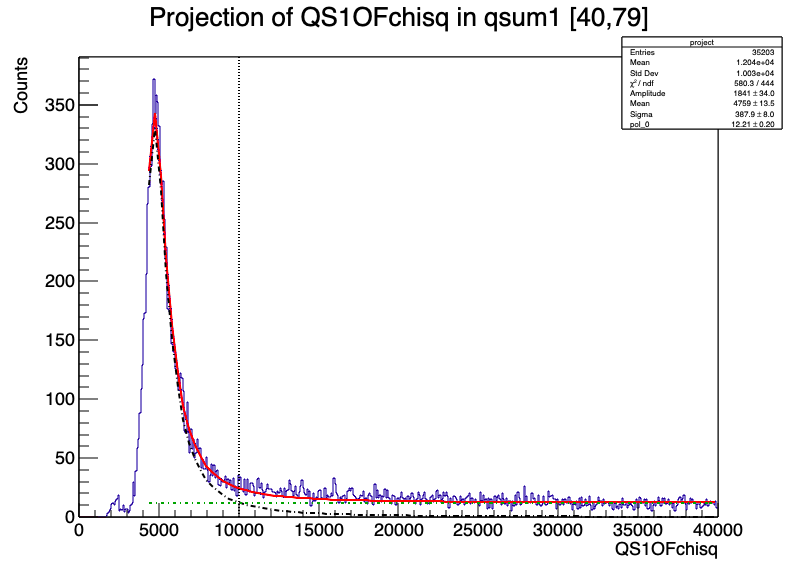 Projection of QS1OFchisq in qsum1 [40,79]
project
Entries 35203
Mean 1.204e+04
Std Dev 1.003e+04
χ² / ndf 580.3 / 444
Amplitude 1841 ± 34.0
Mean 4759 ± 13.5
Sigma 387.9 ± 8.0
pol_0 12.21 ± 0.20
Counts
350
300
250
200
150
100
50
0
0 5000 10000 15000 20000 25000 30000 35000 40000
QS1OFchisq